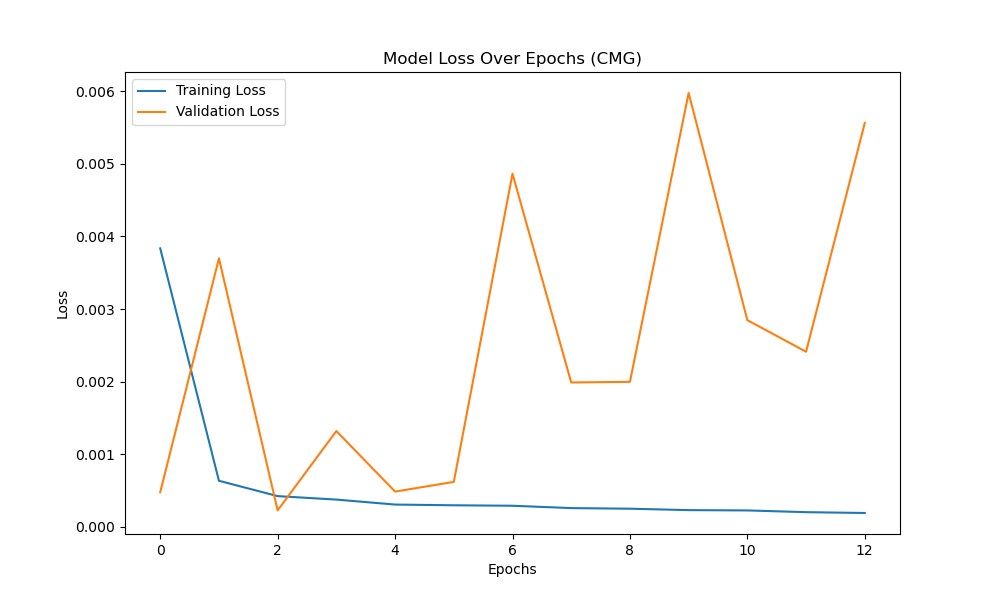 Model Loss Over Epochs (CMG)
Training Loss
Validation Loss
0.006
0.005
0.004
0.003
0.002
0.001
0.000
Loss
0 2 4 6 8 10 12
Epochs